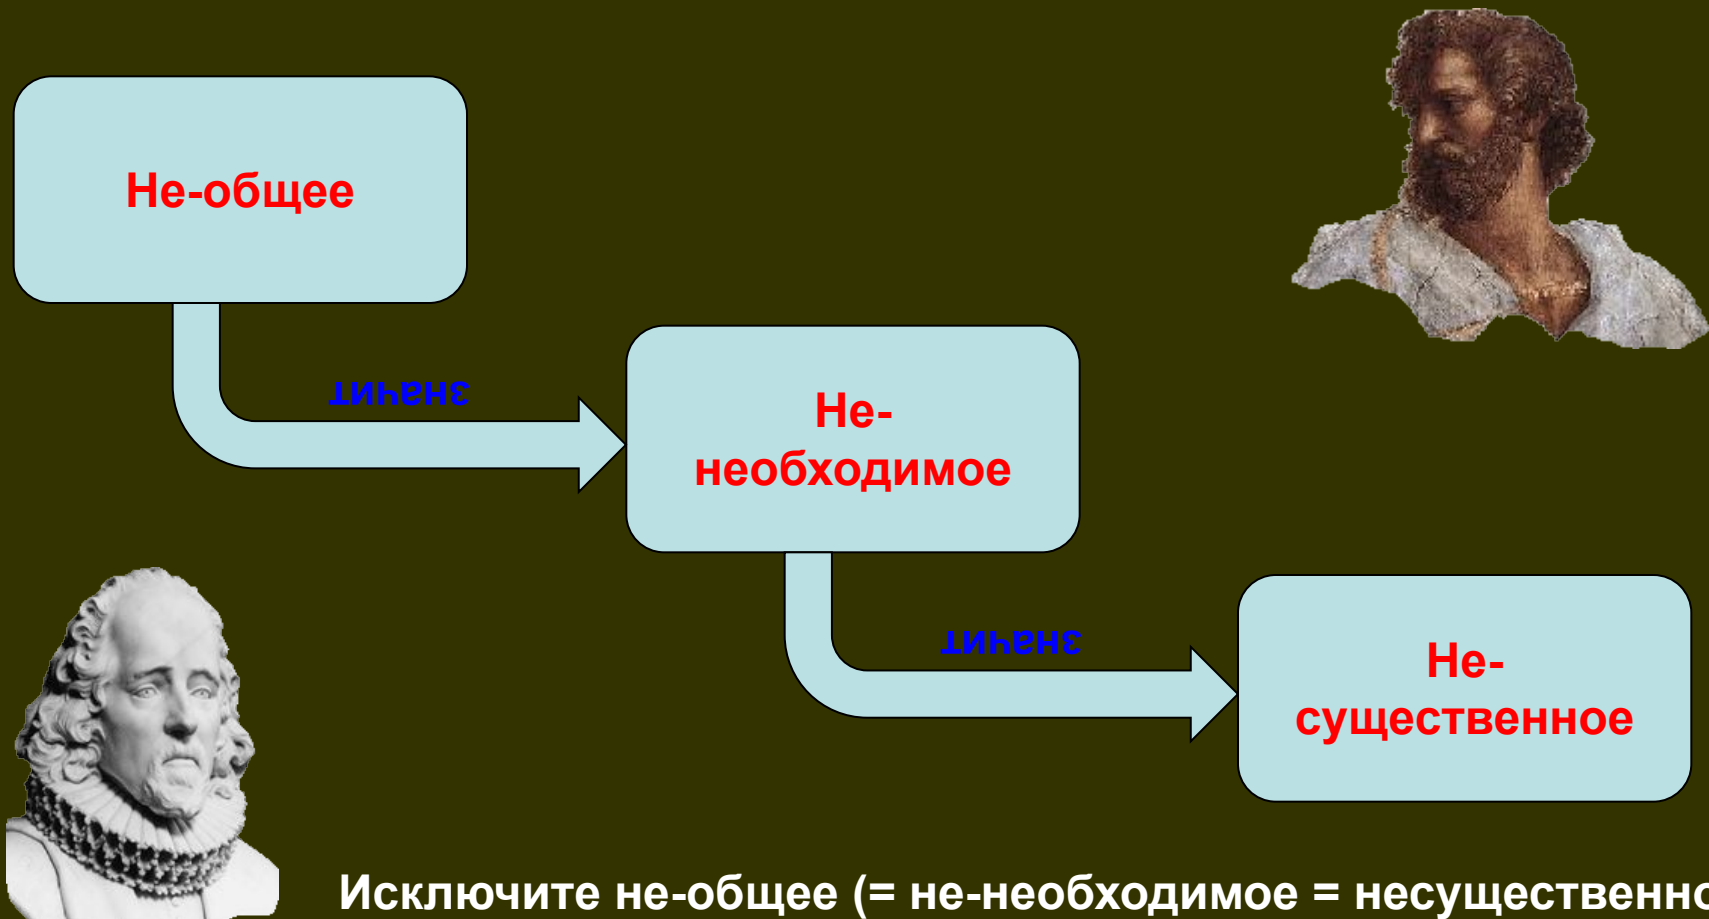 Не-общее
значит
Не-
необходимое
значит
Не-
существенное
Исключите не-общее (= не-необходимое = несущественно